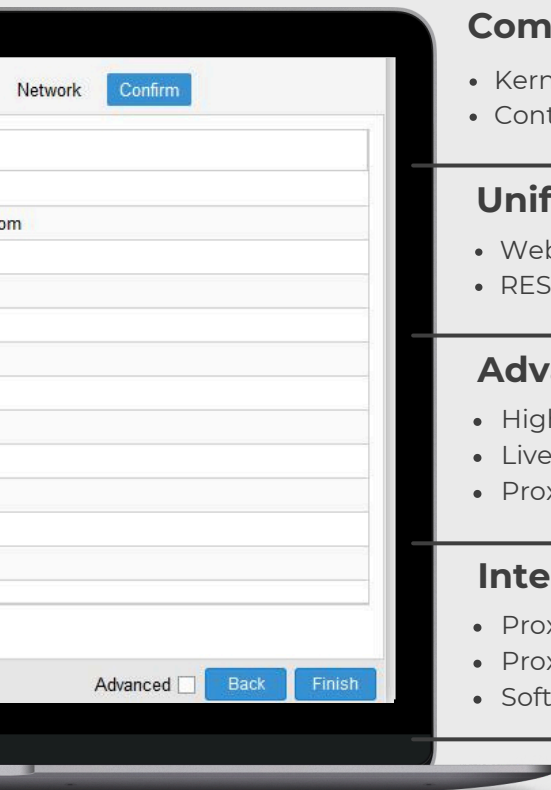 Network Confirm
om
Advanced Back Finish
Com
Kern
Cont
Unif
Web
RES
Adva
High
Live
Prox
Inte
Prox
Prox
Soft